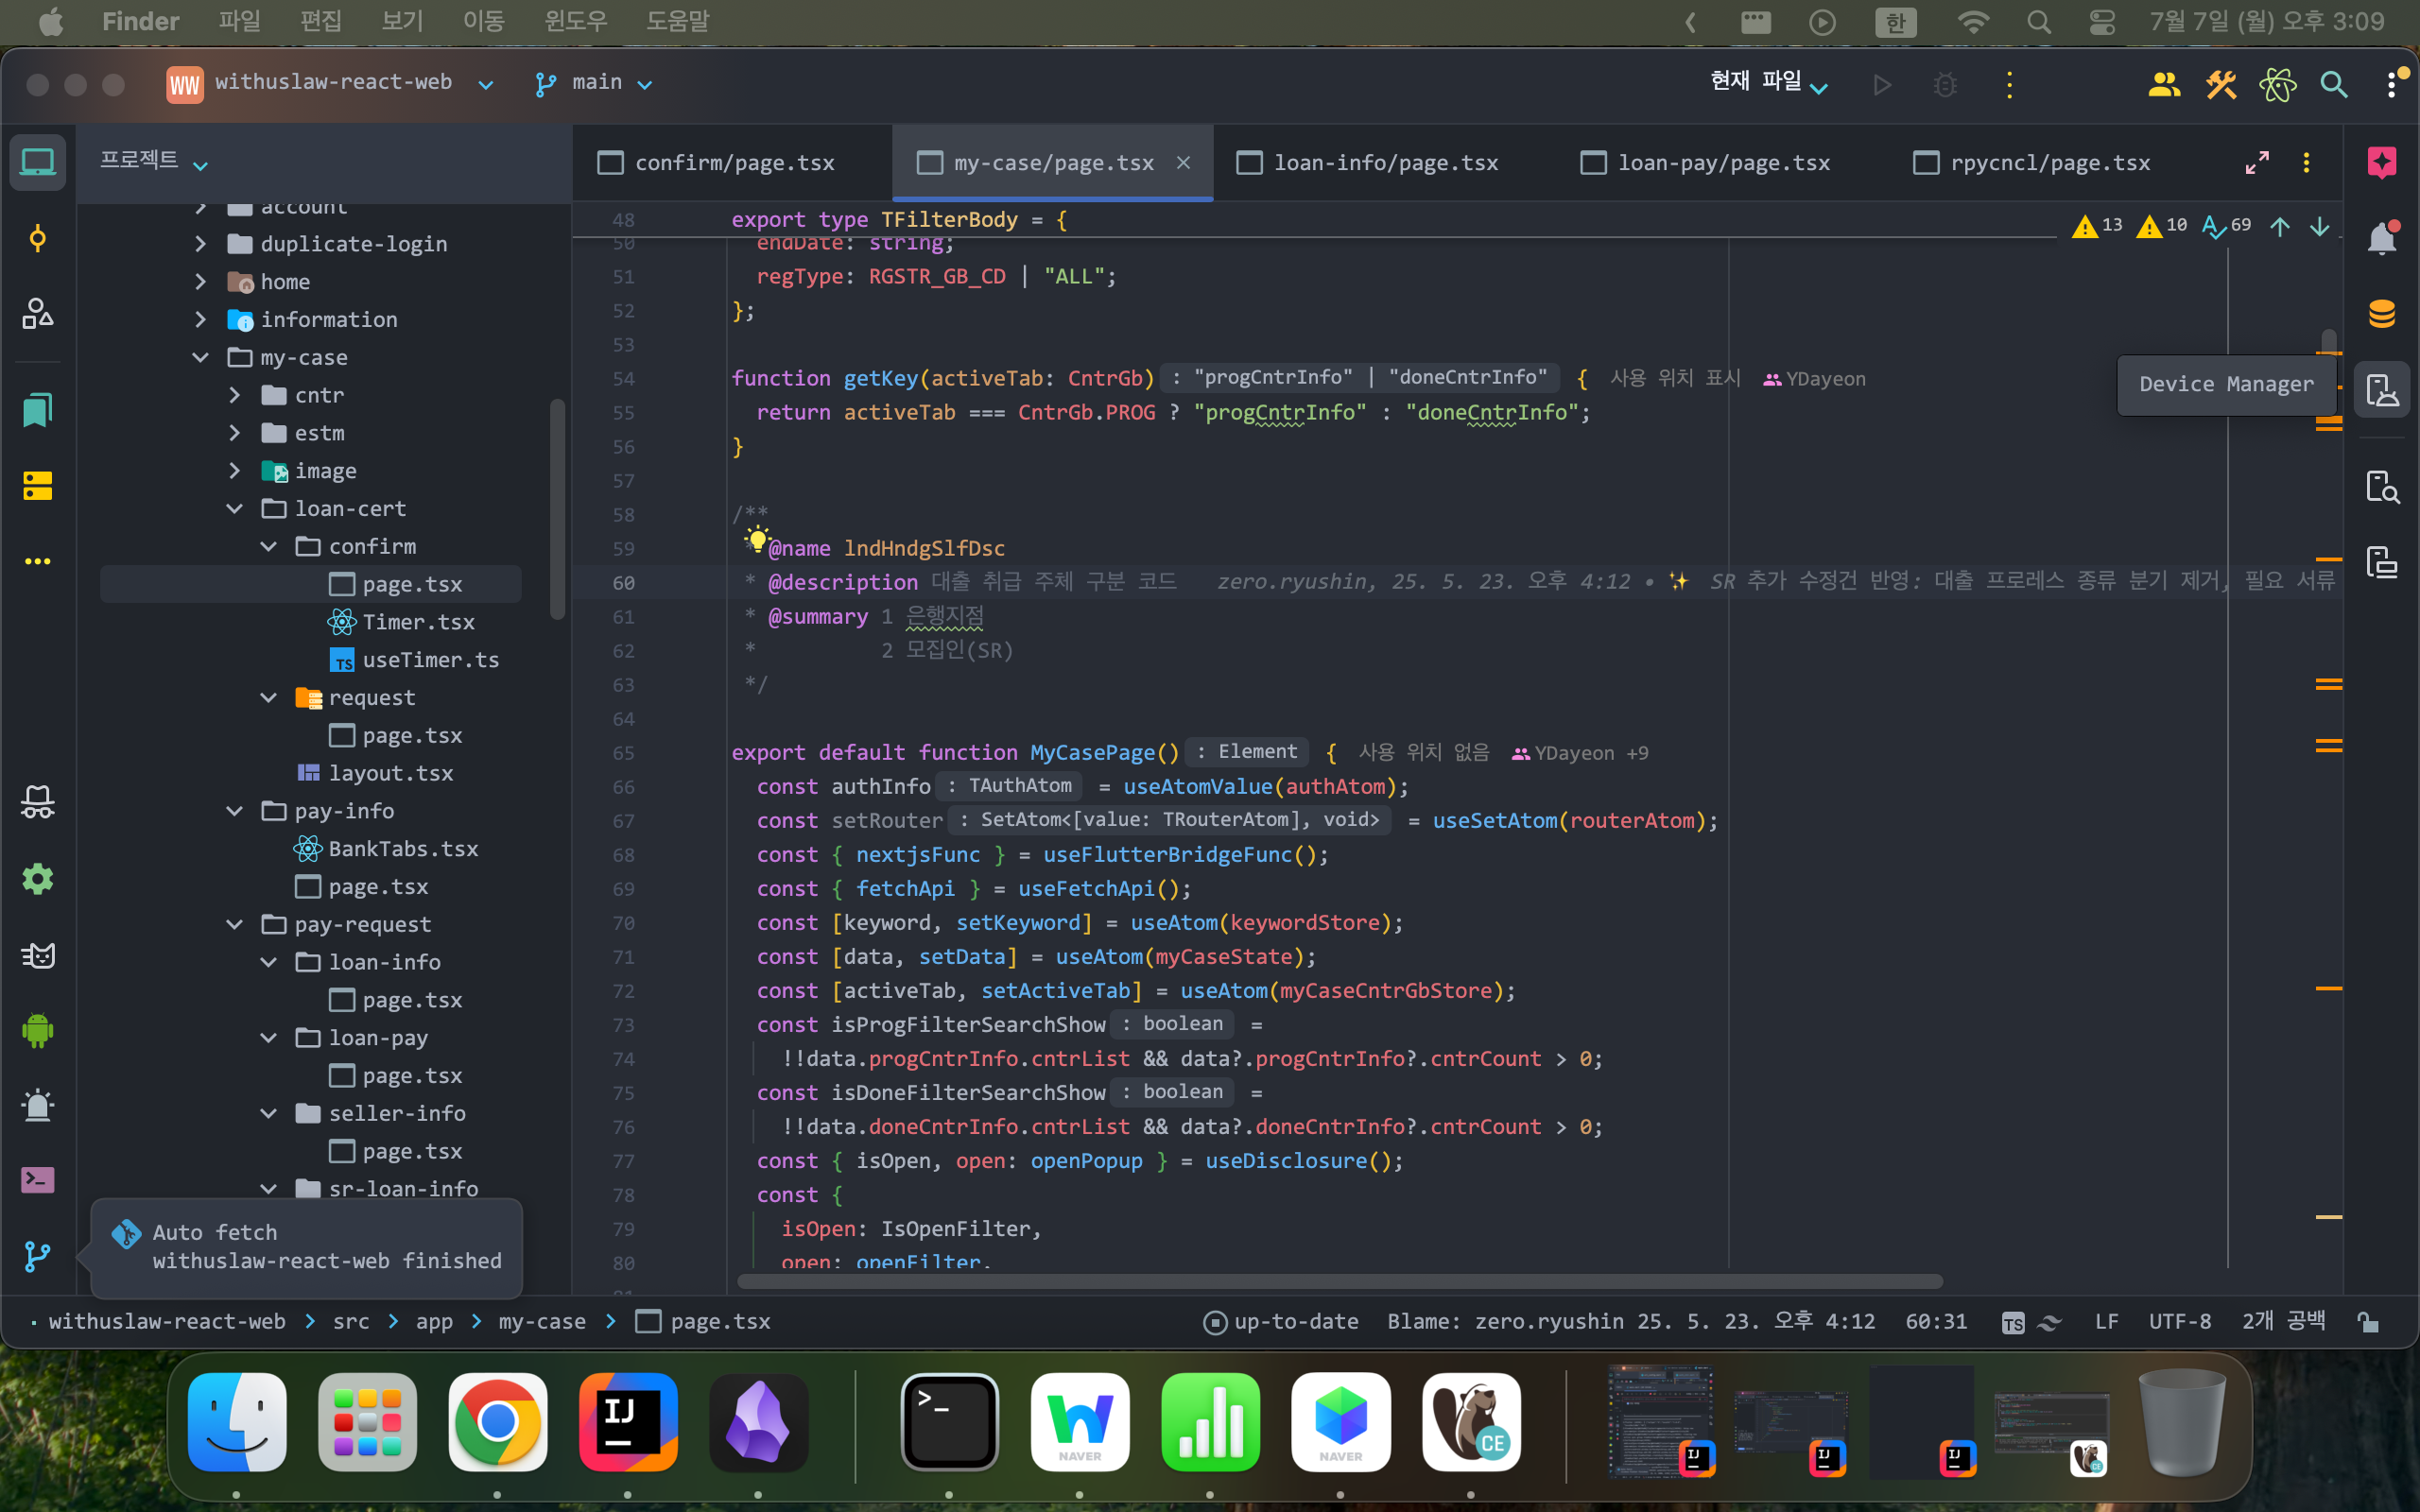 Finder 파일 편집 보기 이동 윈도우 도움말 한 7월 7일 (월) 오후 3:09
WW withuslaw-react-web main 현재 파일
프로젝트
confirm/page.tsx my-case/page.tsx loan-info/page.tsx loan-pay/page.tsx rpycncl/page.tsx
account
duplicate-login
home
information
my-case
cntr
estm
image
loan-cert
confirm
page.tsx
Timer.tsx
TS useTimer.ts
request
page.tsx
layout.tsx
pay-info
BankTabs.tsx
page.tsx
pay-request
loan-info
page.tsx
loan-pay
page.tsx
seller-info
page.tsx
sr-loan-info
Auto fetch
withuslaw-react-web finished
13 10 69
Device Manager
48 export type TFilterBody = {
50 endDate: string;
51 regType: RGSTR_GB_CD | "ALL";
52 };
53
54 function getKey(activeTab: CntrGb) : "progCntrInfo" | "doneCntrInfo" { 사용 위치 표시 YDayeon
55 return activeTab === CntrGb.PROG ? "progCntrInfo" : "doneCntrInfo";
56 }
57
58 /**
59 * @name lndHndgSlfDsc
60 * @description 대출 취급 주체 구분 코드 zero.ryushin, 25. 5. 23. 오후 4:12 • ✨ SR 추가 수정건 반영: 대출 프로레스 종류 분기 제거, 필요 서류
61 * @summary 1 은행지점
62 * 2 모집인(SR)
63 */
64
65 export default function MyCasePage() : Element { 사용 위치 없음 YDayeon +9
66 const authInfo : TAuthAtom = useAtomValue(authAtom);
67 const setRouter : SetAtom<[value: TRouterAtom], void> = useSetAtom(routerAtom);
68 const { nextjsFunc } = useFlutterBridgeFunc();
69 const { fetchApi } = useFetchApi();
70 const [keyword, setKeyword] = useAtom(keywordStore);
71 const [data, setData] = useAtom(myCaseState);
72 const [activeTab, setActiveTab] = useAtom(myCaseCntrGbStore);
73 const isProgFilterSearchShow : boolean =
74 !!data.progCntrInfo.cntrList && data?.progCntrInfo?.cntrCount > 0;
75 const isDoneFilterSearchShow : boolean =
76 !!data.doneCntrInfo.cntrList && data?.doneCntrInfo?.cntrCount > 0;
77 const { isOpen, open: openPopup } = useDisclosure();
78 const {
79 isOpen: IsOpenFilter,
80 open: openFilter,
withuslaw-react-web > src > app > my-case > page.tsx up-to-date Blame: zero.ryushin 25. 5. 23. 오후 4:12 60:31 TS LF UTF-8 2개 공백
IJ >_ NAVER NAVER CE IJ IJ IJ CE